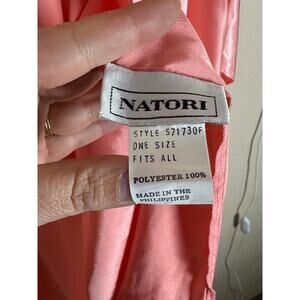 NATORI
STYLE S71730F
ONE SIZE
FITS ALL
POLYESTER 100%
MADE IN THE
PHILIPPINES